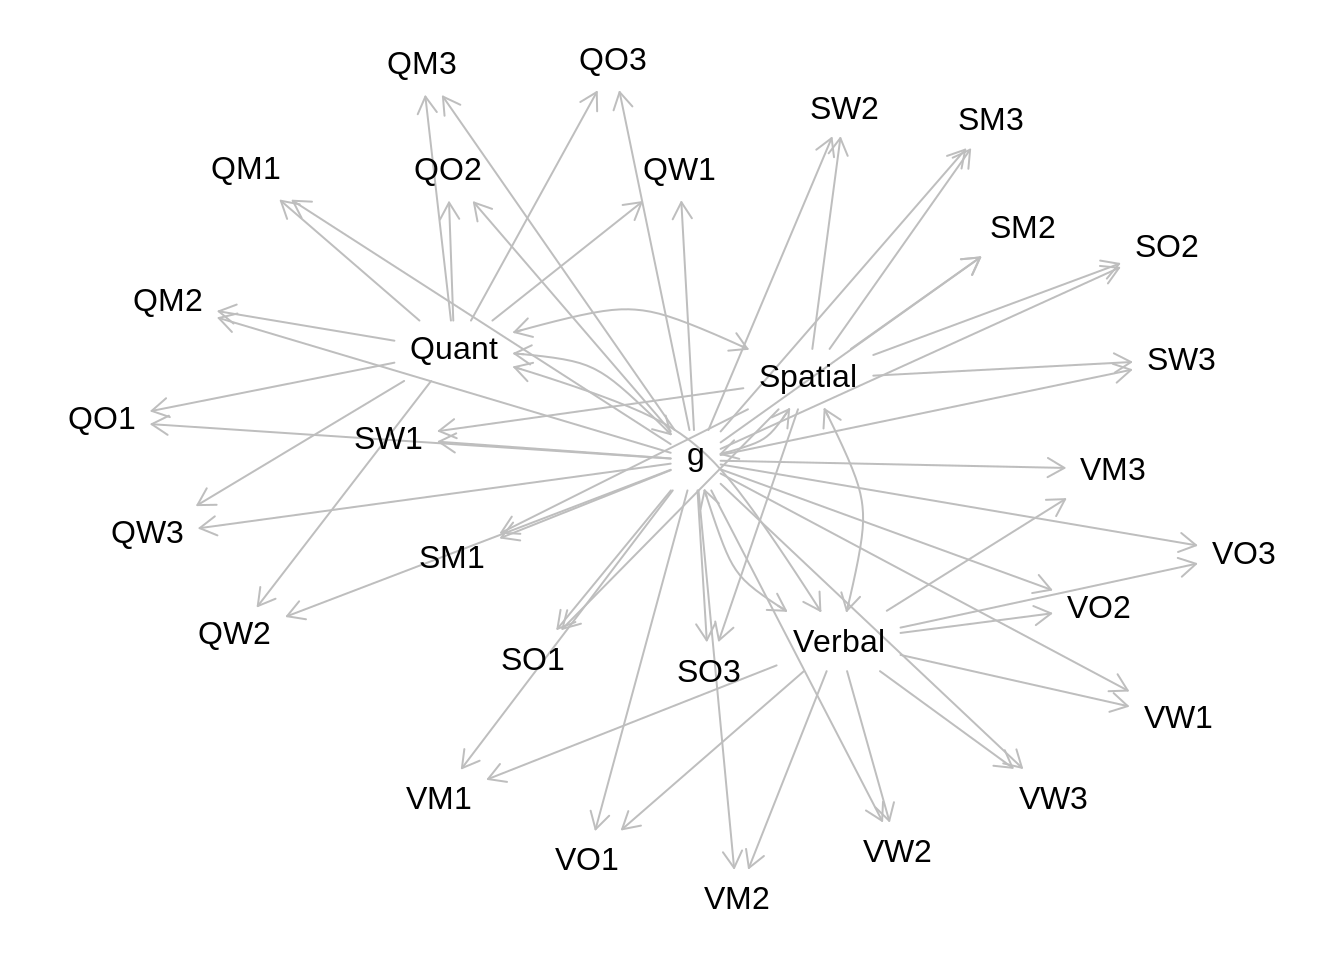 QM3
QO3
SW2
SM3
QM1
QO2
QW1
SM2
SO2
QM2
Quant
SW3
Spatial
QO1
SW1
g
VM3
QW3
SM1
VO3
VO2
QW2
Verbal
SO1
SO3
VW1
VM1
VW3
VO1
VW2
VM2